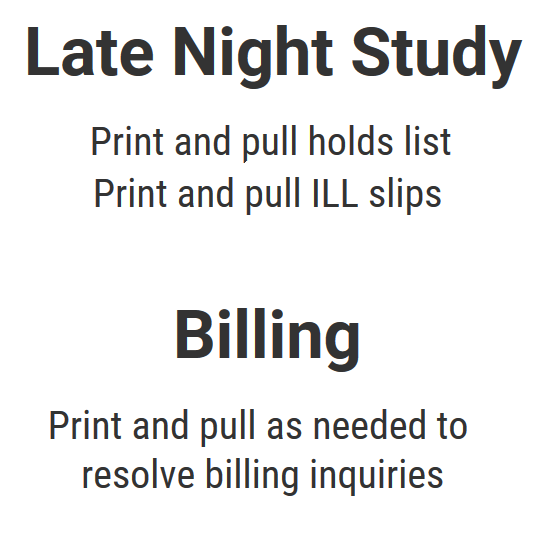 Late Night Study
Print and pull holds list
Print and pull ILL slips
Billing
Print and pull as needed to
resolve billing inquiries